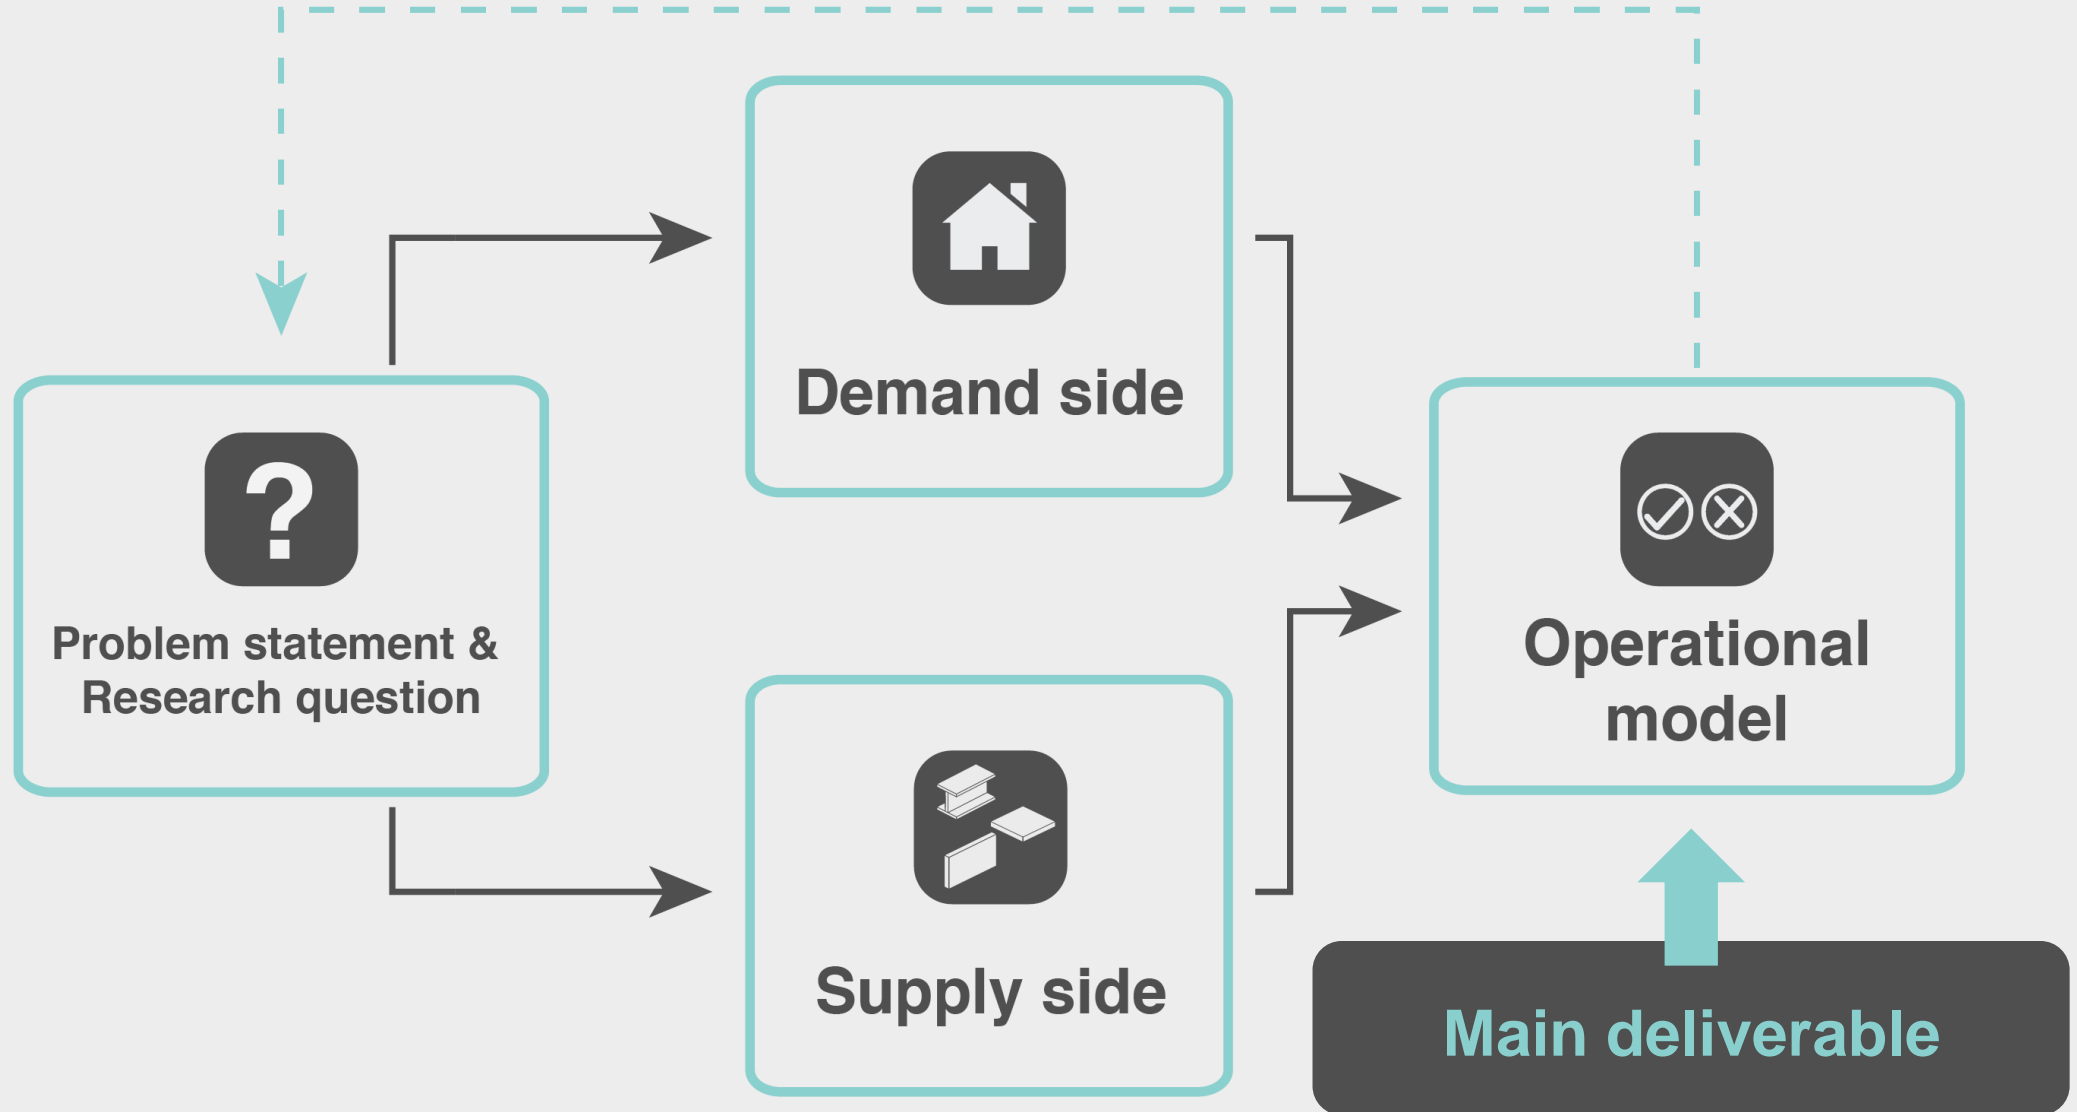 Demand side
?
Problem statement &
Research question
Operational
model
Supply side
Main deliverable